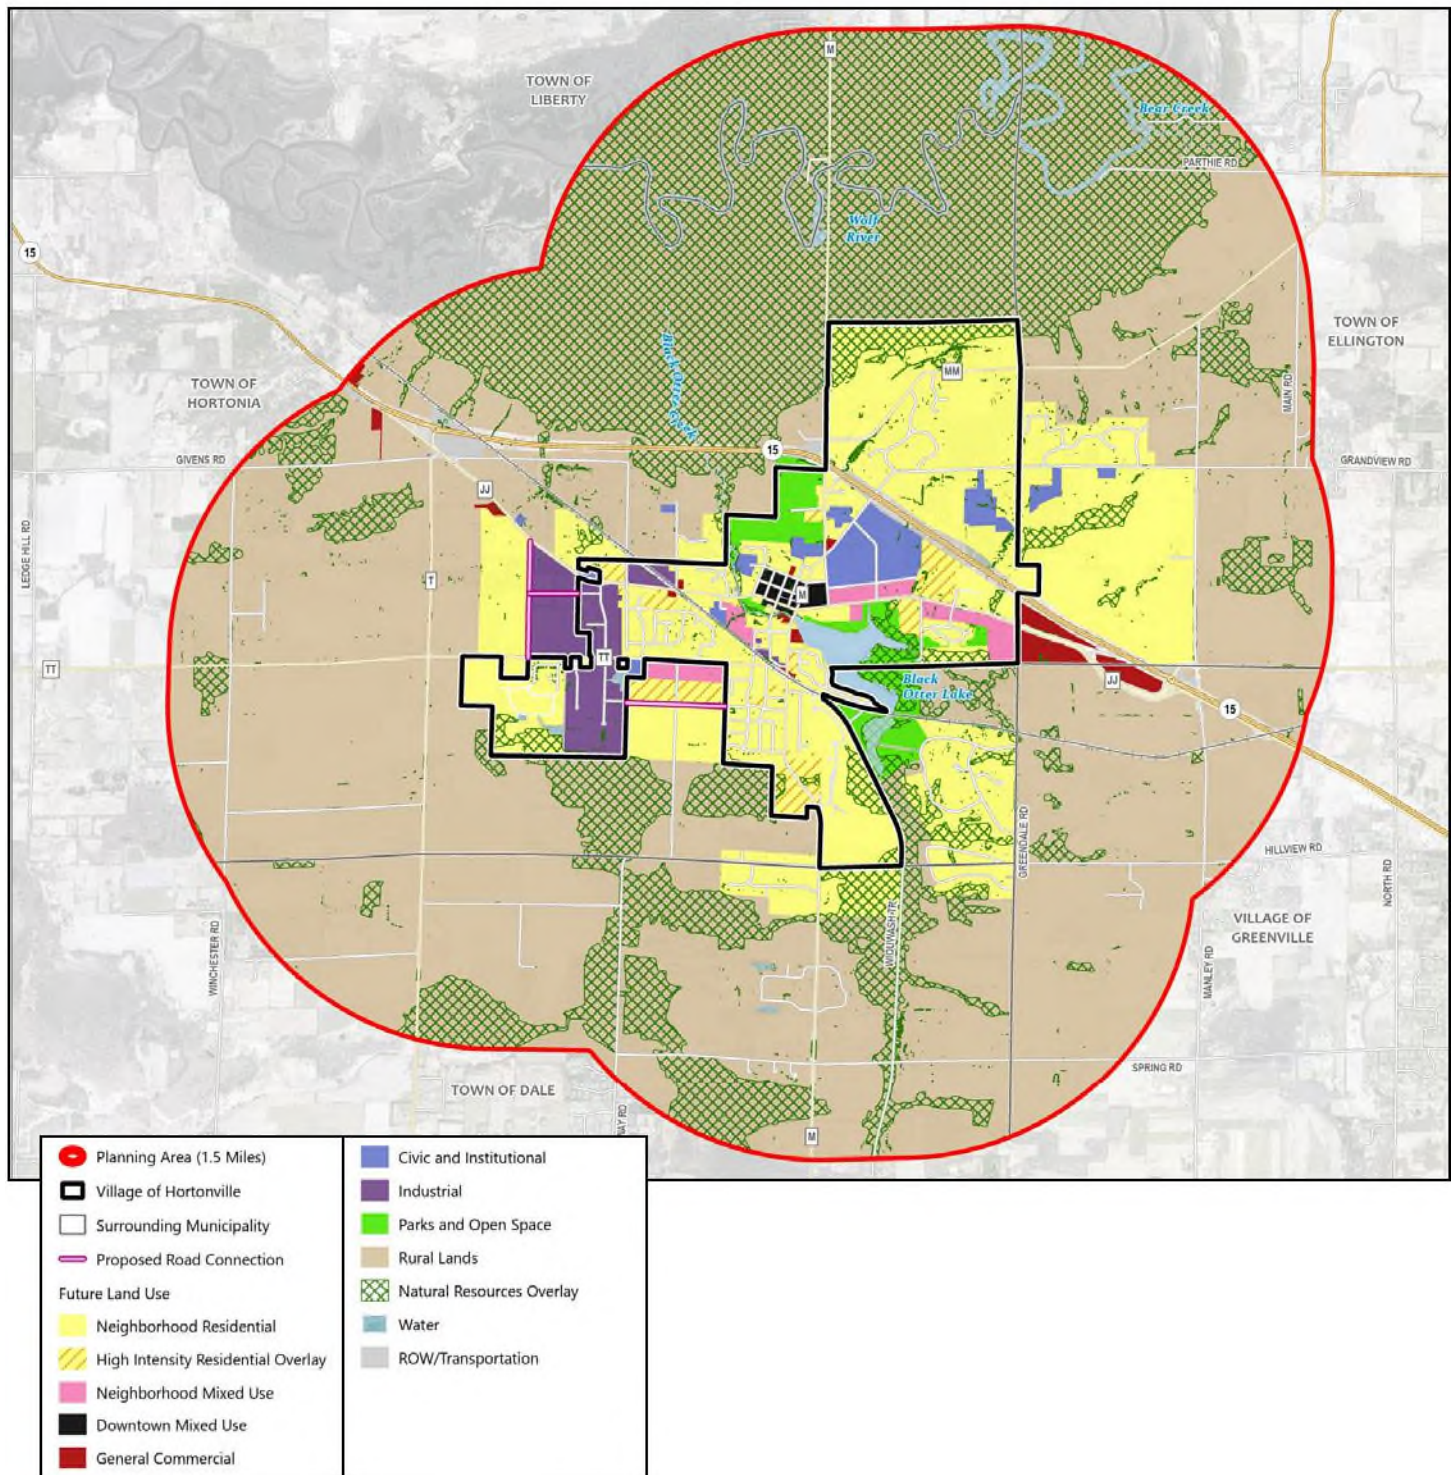 M
TOWN OF
LIBERTY
Bear Creek
PARTHIE RD
Wolf
River
15
TOWN OF
ELLINGTON
MAIN RD
Black Otter Creek
TOWN OF
HORTONIA
MM
15
GIVENS RD
GRANDVIEW RD
JJ
LEDGE HILL RD
T
M
TT
TT
Black
Otter Lake
JJ
15
GREENDALE RD
HILLVIEW RD
NORTH RD
WINCHESTER RD
WIOUWASH TR
VILLAGE OF
GREENVILLE
MANLEY RD
SPRING RD
TOWN OF DALE
WAY RD
M
Planning Area (1.5 Miles)
Village of Hortonville
Surrounding Municipality
Proposed Road Connection
Future Land Use
Neighborhood Residential
High Intensity Residential Overlay
Neighborhood Mixed Use
Downtown Mixed Use
General Commercial
Civic and Institutional
Industrial
Parks and Open Space
Rural Lands
Natural Resources Overlay
Water
ROW/Transportation